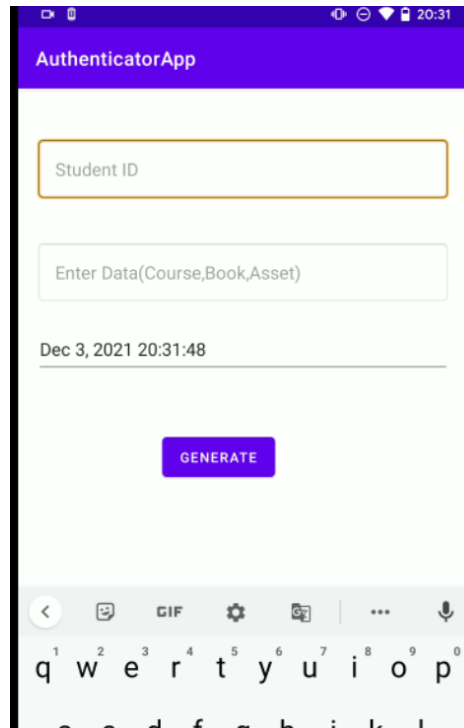 20:31
AuthenticatorApp
Student ID
Enter Data(Course,Book,Asset)
Dec 3, 2021 20:31:48
GENERATE
GIF
1 2 3 4 5 6 7 8 9 0
q w e r t y u i o p